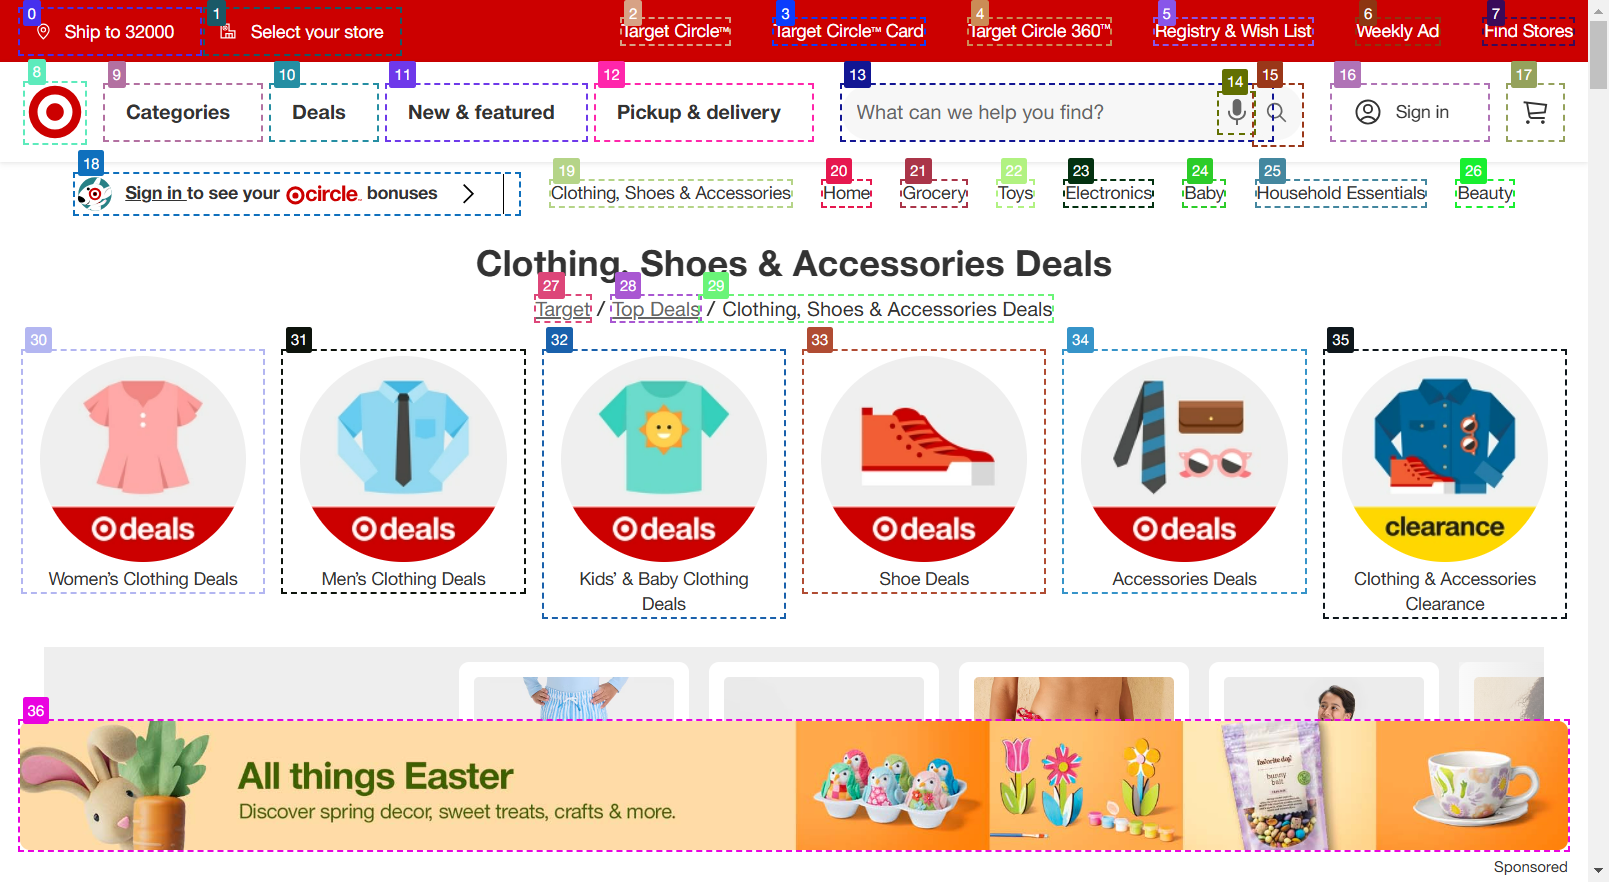 0
1
2
3
4
5
6
7
Ship to 32000
Select your store
Target Circle™
Target Circle™ Card
Target Circle 360™
Registry & Wish List
Weekly Ad
Find Stores
8
9
10
11
12
13
14
15
16
17
Categories
Deals
New & featured
Pickup & delivery
What can we help you find?
Sign in
18
19
20
21
22
23
24
25
26
Sign in to see your circle™ bonuses
Clothing, Shoes & Accessories
Home
Grocery
Toys
Electronics
Baby
Household Essentials
Beauty
Clothing, Shoes & Accessories Deals
27
28
29
Target / Top Deals / Clothing, Shoes & Accessories Deals
30
31
32
33
34
35
deals
deals
deals
deals
deals
clearance
Women's Clothing Deals
Men's Clothing Deals
Kids' & Baby Clothing
Deals
Shoe Deals
Accessories Deals
Clothing & Accessories
Clearance
36
All things Easter
Discover spring decor, sweet treats, crafts & more.
favorite day
bunny
bait
Sponsored